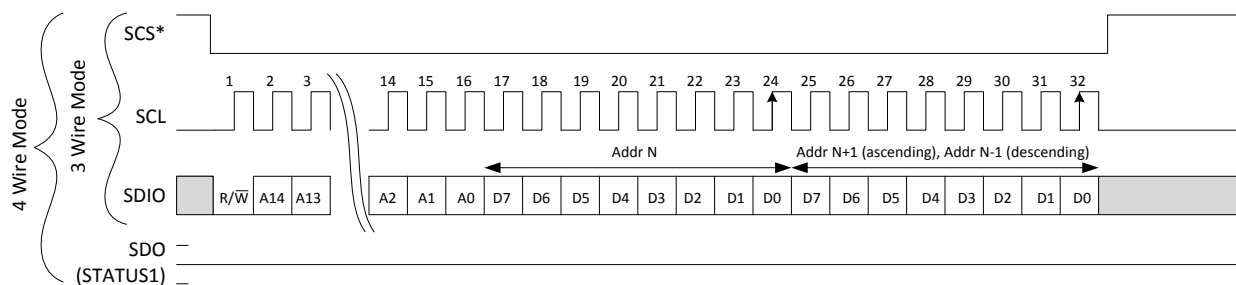 SCS*
1 2 3 14 15 16 17 18 19 20 21 22 23 24 25 26 27 28 29 30 31 32
SCL
Addr N Addr N+1 (ascending), Addr N-1 (descending)
SDIO R/W̅ A14 A13 A2 A1 A0 D7 D6 D5 D4 D3 D2 D1 D0 D7 D6 D5 D4 D3 D2 D1 D0
SDO
(STATUS1)
3 Wire Mode
4 Wire Mode